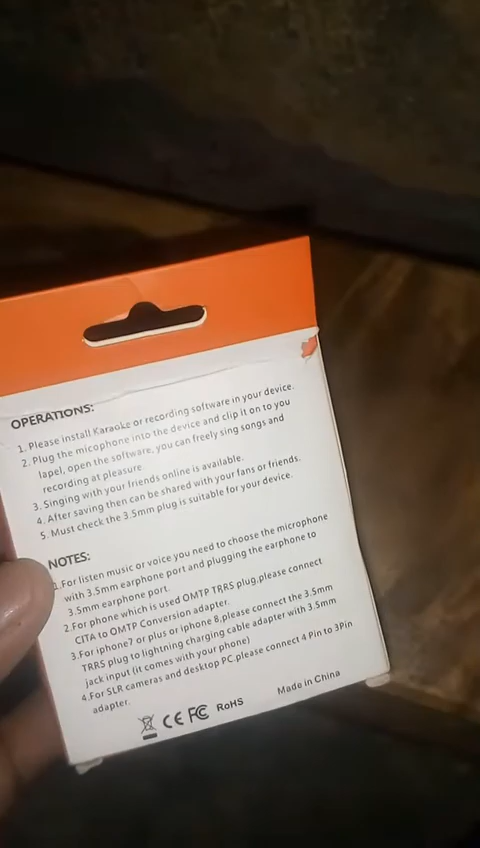 OPERATIONS:
1. Please install Karaoke or recording software in your device.
2. Plug the micophone into the device and clip it on to you
lapel, open the software, you can freely sing songs and
recording at pleasure
3. Singing with your friends online is available.
4. After saving then can be shared with your fans or friends.
5. Must check the 3.5mm plug is suitable for your device.
NOTES:
1.For listen music or voice you need to choose the microphone
with 3.5mm earphone port and plugging the earphone to
3.5mm earphone port.
2.For phone which is used OMTP TRRS plug,please connect
CITA to OMTP Conversion adapter.
3.For iphone7 or plus or iphone 8,please connect the 3.5mm
TRRS plug to lightning charging cable adapter with 3.5mm
jack input (it comes with your phone)
4.For SLR cameras and desktop PC,please connect 4 Pin to 3Pin
adapter.
CE FC RoHS Made in China